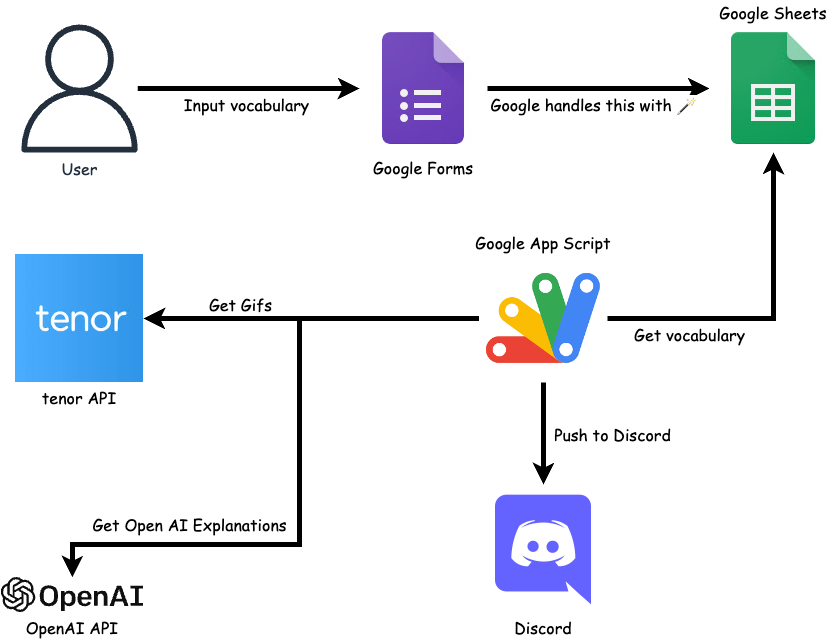 Google Sheets
Input vocabulary
Google handles this with
User
Google Forms
Google App Script
tenor
Get Gifs
Get vocabulary
tenor API
Push to Discord
Get Open AI Explanations
OpenAI
OpenAI API
Discord